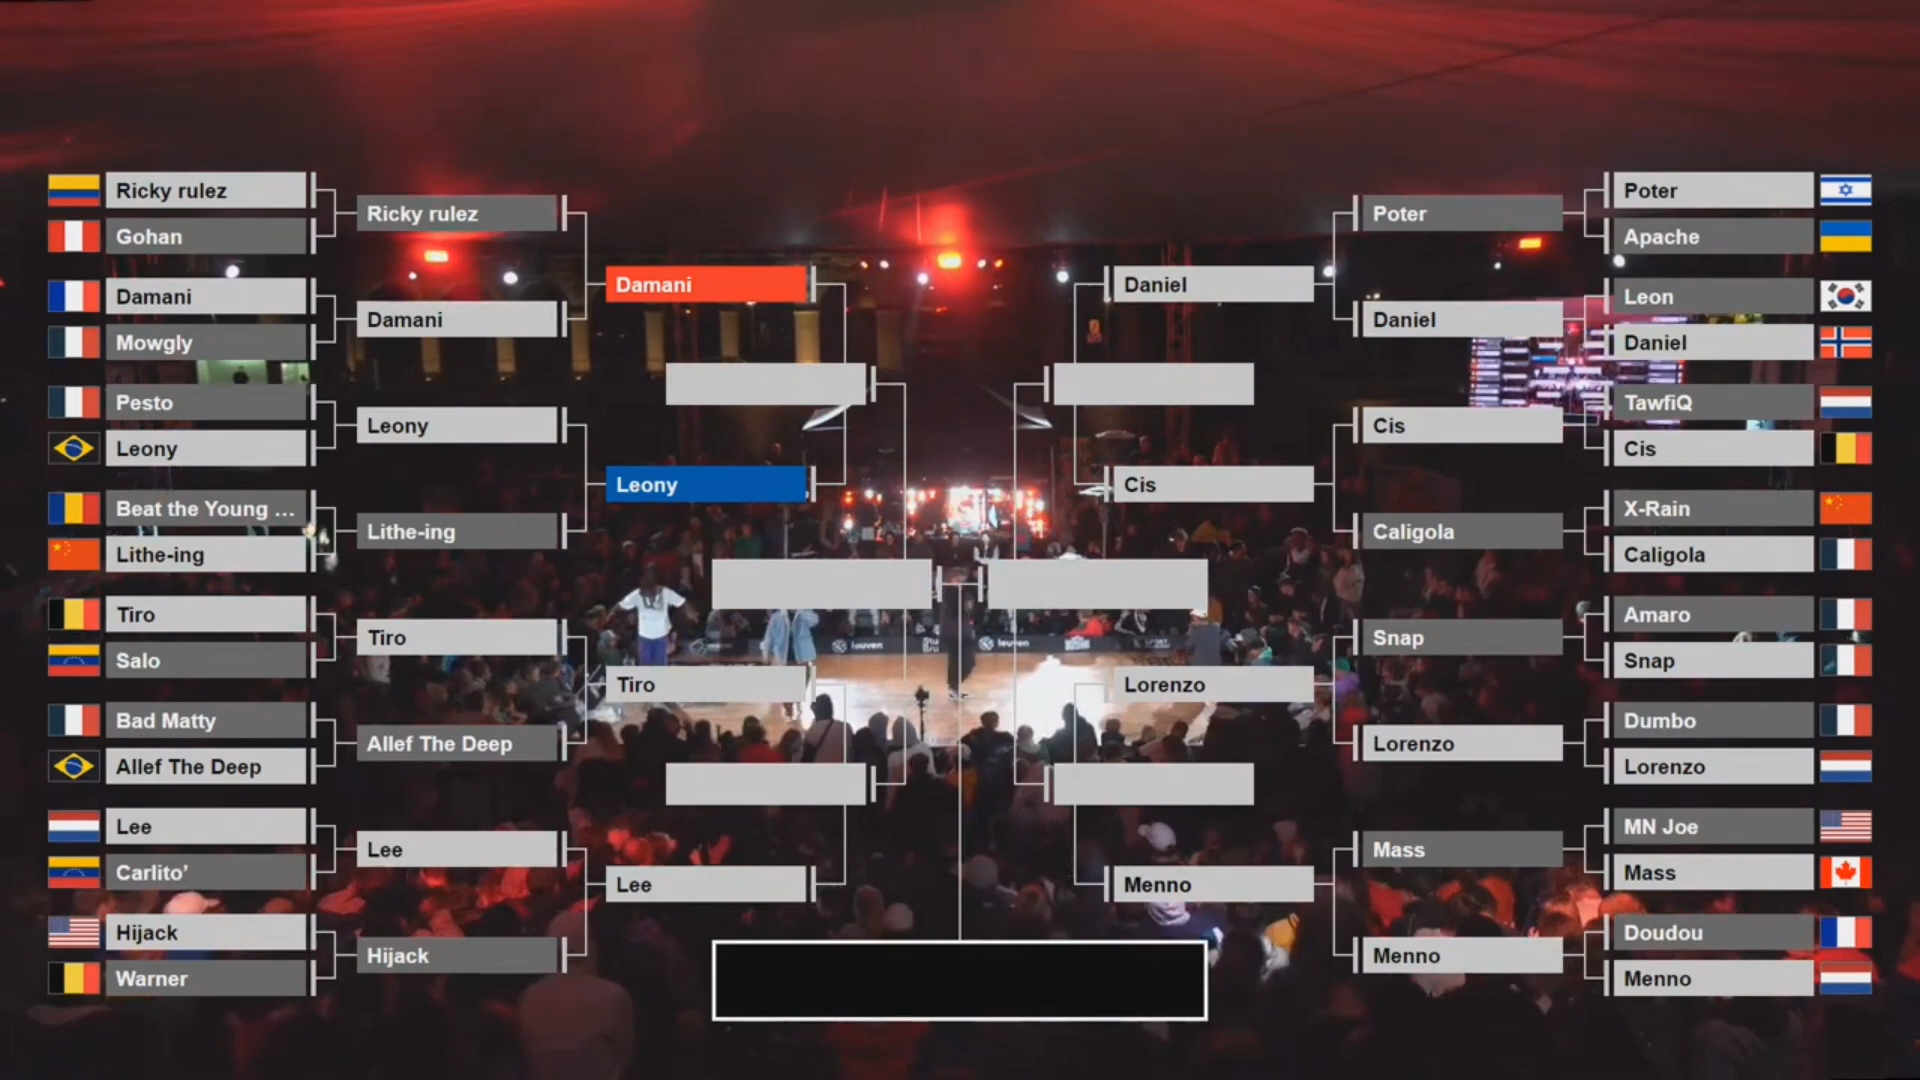 Ricky rulez
Gohan
Damani
Mowgly
Pesto
Leony
Beat the Young ...
Lithe-ing
Tiro
Salo
Bad Matty
Allef The Deep
Lee
Carlito’
Hijack
Warner
Ricky rulez
Damani
Leony
Lithe-ing
Tiro
Allef The Deep
Lee
Hijack
Damani
Leony
Tiro
Lee
leuven
leuven
Daniel
Cis
Lorenzo
Menno
Poter
Daniel
Cis
Caligola
Snap
Lorenzo
Mass
Menno
Poter
Apache
Leon
Daniel
TawfiQ
Cis
X-Rain
Caligola
Amaro
Snap
Dumbo
Lorenzo
MN Joe
Mass
Doudou
Menno